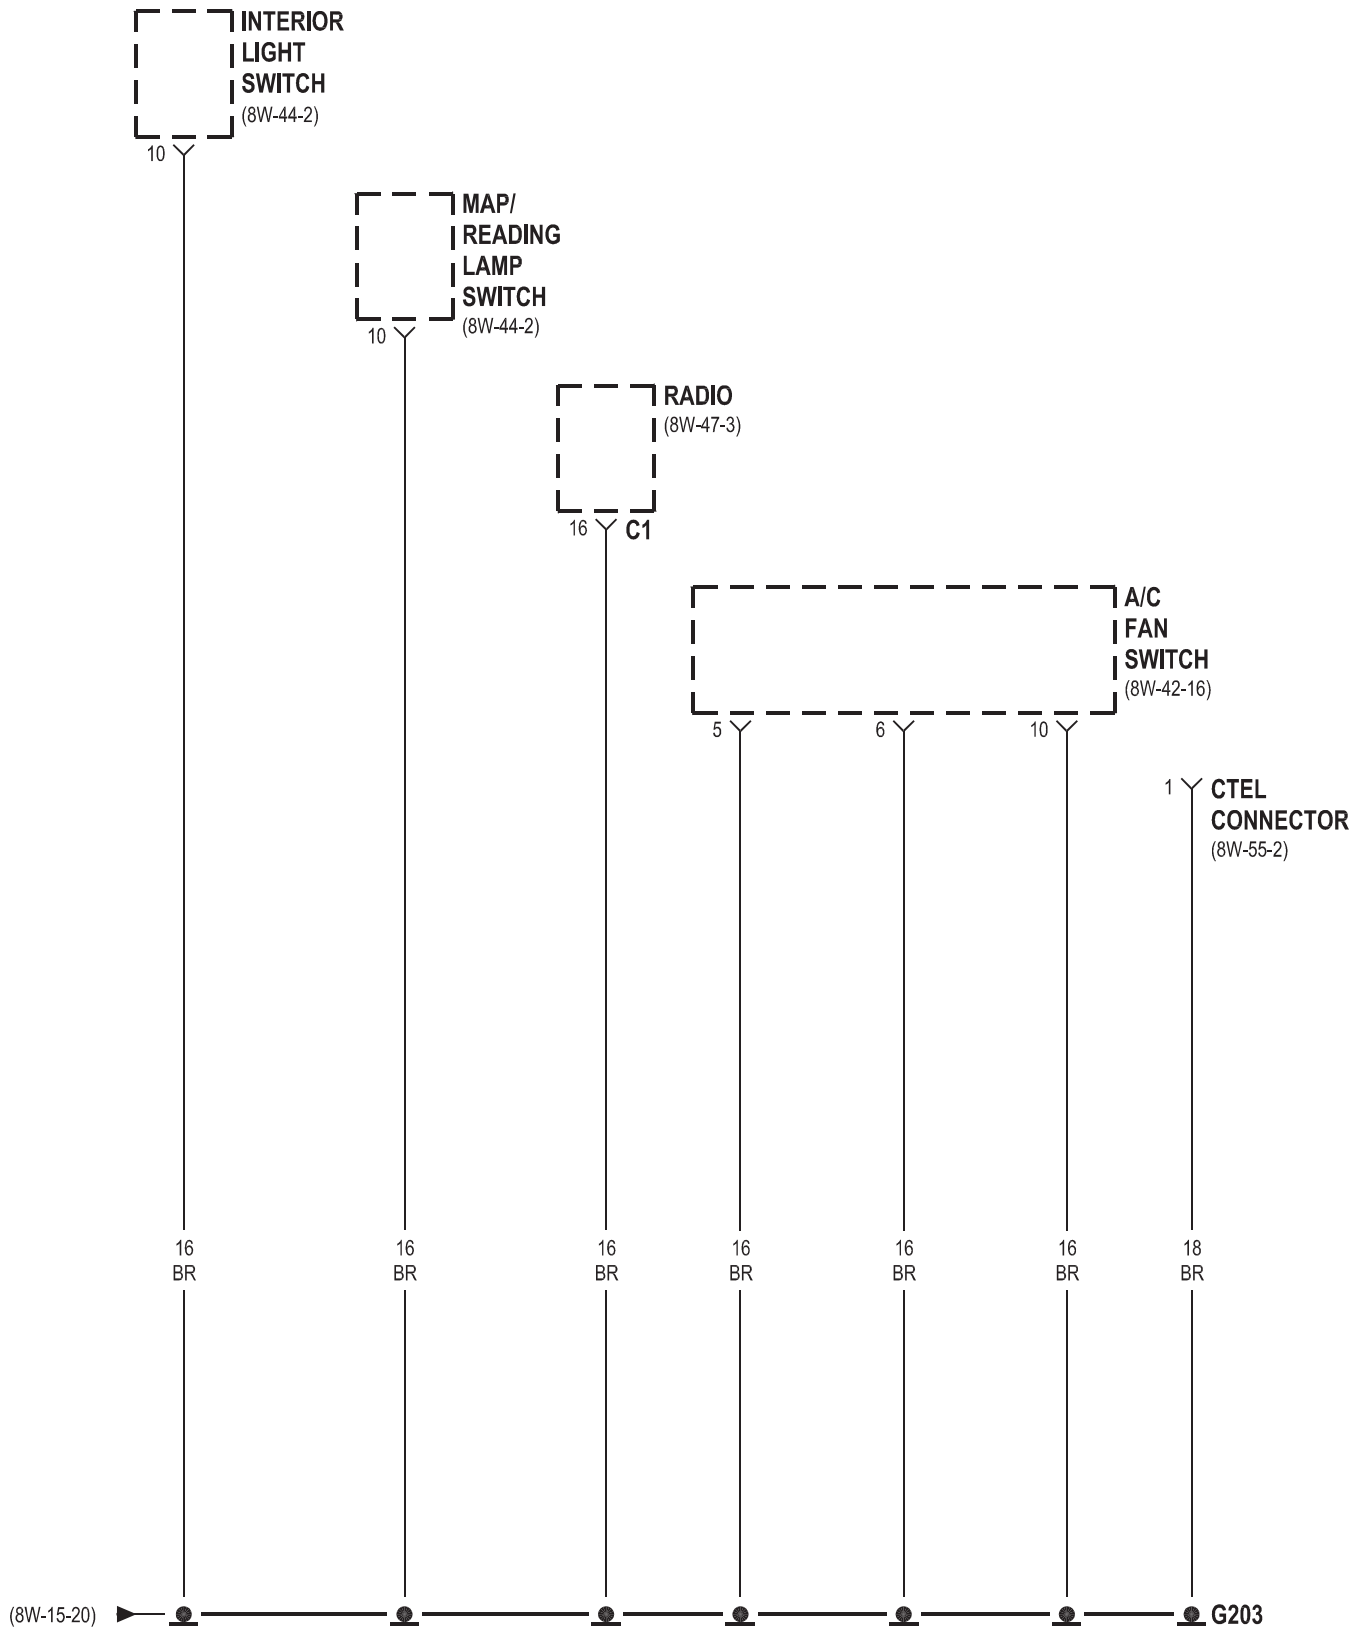 INTERIOR
LIGHT
SWITCH
(8W-44-2)
10
MAP/
READING
LAMP
SWITCH
(8W-44-2)
10
RADIO
(8W-47-3)
16
C1
A/C
FAN
SWITCH
(8W-42-16)
5
6
10
1
CTEL
CONNECTOR
(8W-55-2)
16
BR
16
BR
16
BR
16
BR
16
BR
16
BR
18
BR
(8W-15-20)
G203